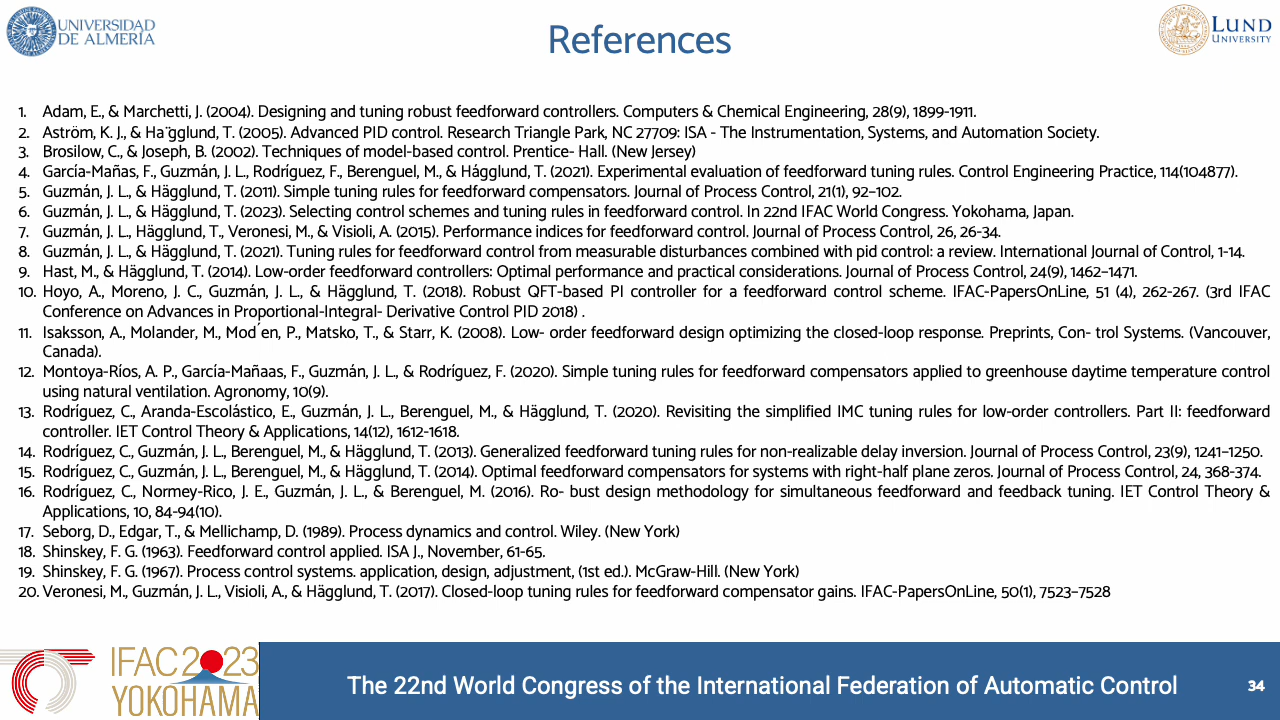 UNIVERSIDAD
DE ALMERÍA
References
LUND
UNIVERSITY
1. Adam, E., & Marchetti, J. (2004). Designing and tuning robust feedforward controllers. Computers & Chemical Engineering, 28(9), 1899-1911.
2. Aström, K. J., & Ha ̈gglund, T. (2005). Advanced PID control. Research Triangle Park, NC 27709: ISA - The Instrumentation, Systems, and Automation Society.
3. Brosilow, C., & Joseph, B. (2002). Techniques of model-based control. Prentice- Hall. (New Jersey)
4. García-Mañas, F., Guzmán, J. L., Rodríguez, F., Berenguel, M., & Hágglund, T. (2021). Experimental evaluation of feedforward tuning rules. Control Engineering Practice, 114(104877).
5. Guzmán, J. L., & Hägglund, T. (2011). Simple tuning rules for feedforward compensators. Journal of Process Control, 21(1), 92–102.
6. Guzmán, J. L., & Hägglund, T. (2023). Selecting control schemes and tuning rules in feedforward control. In 22nd IFAC World Congress. Yokohama, Japan.
7. Guzmán, J. L., Hägglund, T., Veronesi, M., & Visioli, A. (2015). Performance indices for feedforward control. Journal of Process Control, 26, 26-34.
8. Guzmán, J. L., & Hägglund, T. (2021). Tuning rules for feedforward control from measurable disturbances combined with pid control: a review. International Journal of Control, 1-14.
9. Hast, M., & Hägglund, T. (2014). Low-order feedforward controllers: Optimal performance and practical considerations. Journal of Process Control, 24(9), 1462–1471.
10. Hoyo, A., Moreno, J. C., Guzmán, J. L., & Hägglund, T. (2018). Robust QFT-based PI controller for a feedforward control scheme. IFAC-PapersOnLine, 51 (4), 262-267. (3rd IFAC
Conference on Advances in Proportional-Integral- Derivative Control PID 2018) .
11. Isaksson, A., Molander, M., Mod ́en, P., Matsko, T., & Starr, K. (2008). Low- order feedforward design optimizing the closed-loop response. Preprints, Con- trol Systems. (Vancouver,
Canada).
12. Montoya-Ríos, A. P., García-Mañaas, F., Guzmán, J. L., & Rodríguez, F. (2020). Simple tuning rules for feedforward compensators applied to greenhouse daytime temperature control
using natural ventilation. Agronomy, 10(9).
13. Rodríguez, C., Aranda-Escolástico, E., Guzmán, J. L., Berenguel, M., & Hägglund, T. (2020). Revisiting the simplified IMC tuning rules for low-order controllers. Part II: feedforward
controller. IET Control Theory & Applications, 14(12), 1612-1618.
14. Rodríguez, C., Guzmán, J. L., Berenguel, M., & Hägglund, T. (2013). Generalized feedforward tuning rules for non-realizable delay inversion. Journal of Process Control, 23(9), 1241–1250.
15. Rodríguez, C., Guzmán, J. L., Berenguel, M., & Hägglund, T. (2014). Optimal feedforward compensators for systems with right-half plane zeros. Journal of Process Control, 24, 368-374.
16. Rodríguez, C., Normey-Rico, J. E., Guzmán, J. L., & Berenguel, M. (2016). Ro- bust design methodology for simultaneous feedforward and feedback tuning. IET Control Theory &
Applications, 10, 84-94(10).
17. Seborg, D., Edgar, T., & Mellichamp, D. (1989). Process dynamics and control. Wiley. (New York)
18. Shinskey, F. G. (1963). Feedforward control applied. ISA J., November, 61-65.
19. Shinskey, F. G. (1967). Process control systems. application, design, adjustment, (1st ed.). McGraw-Hill. (New York)
20. Veronesi, M., Guzmán, J. L., Visioli, A., & Hägglund, T. (2017). Closed-loop tuning rules for feedforward compensator gains. IFAC-PapersOnLine, 50(1), 7523–7528
IFAC 2023
YOKOHAMA
The 22nd World Congress of the International Federation of Automatic Control
34